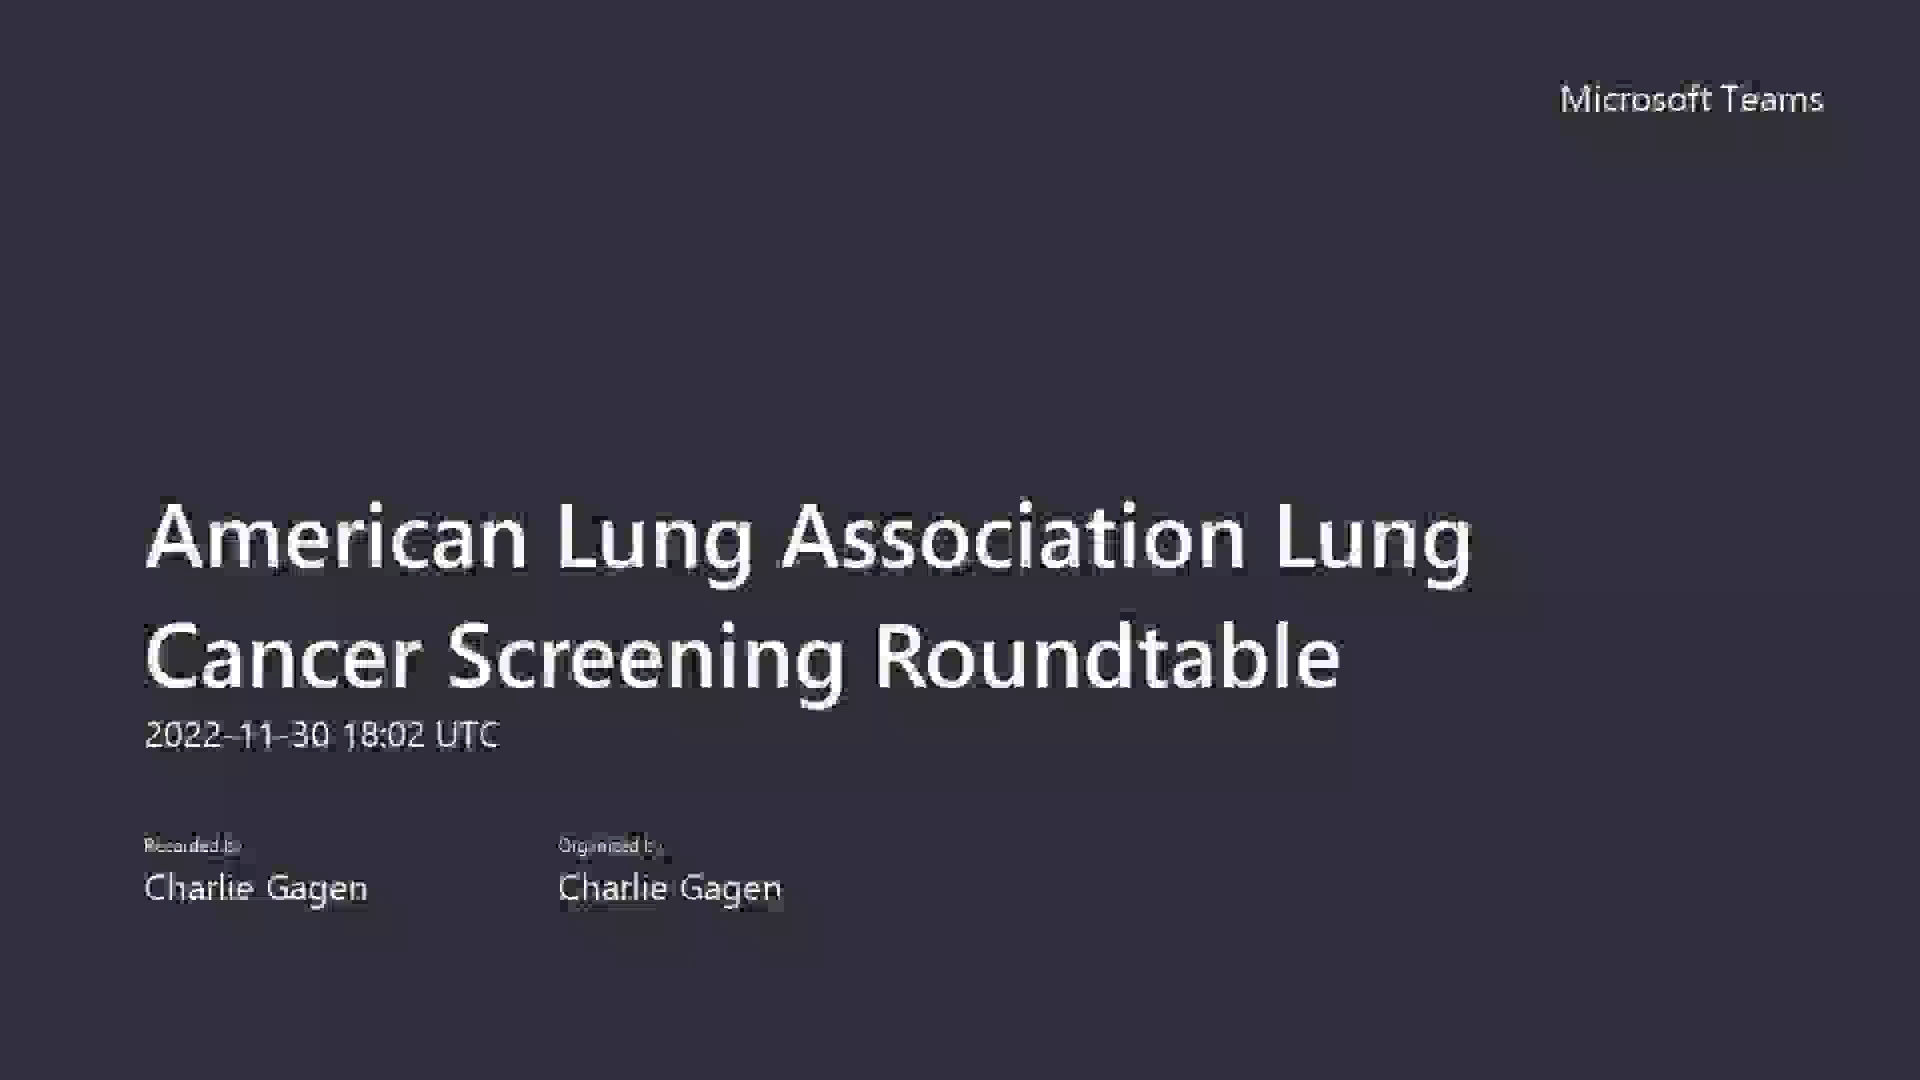 Microsoft Teams
American Lung Association Lung
Cancer Screening Roundtable
2022-11-30 18:02 UTC
Recorded by
Organized by
Charlie Gagen
Charlie Gagen